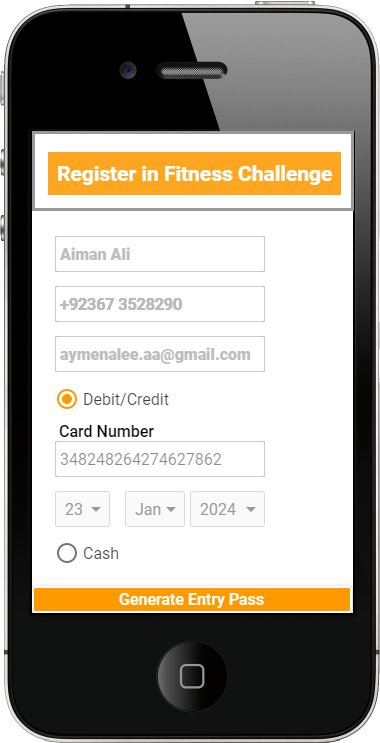 Register in Fitness Challenge
Aiman Ali
+92367 3528290
aymenalee.aa@gmail.com
Debit/Credit
Card Number
348248264274627862
23 Jan 2024
Cash
Generate Entry Pass